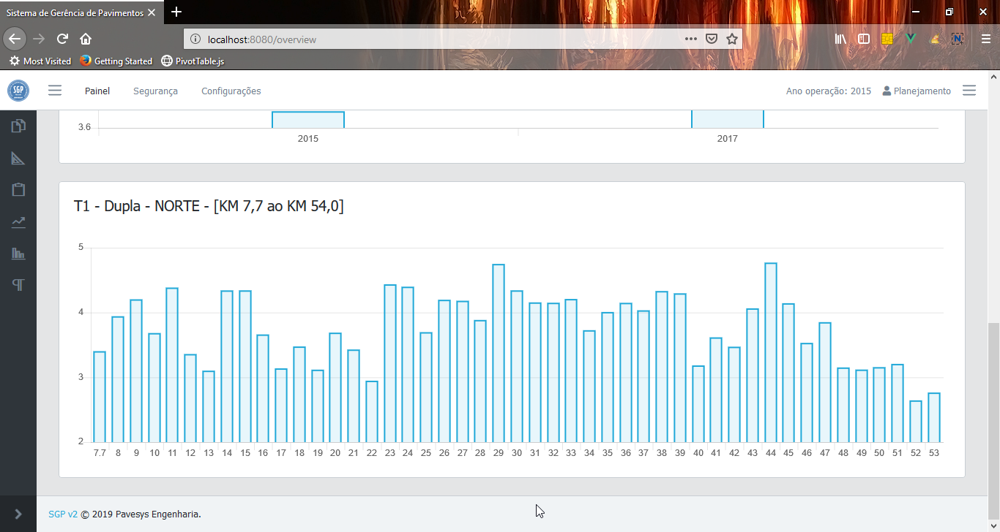 Sistema de Gerência de Pavimentos
localhost:8080/overview
Most Visited Getting Started PivotTable.js
SGP Painel Segurança Configurações Ano operação: 2015 Planejamento
3.6
2015 2017
T1 - Dupla - NORTE - [KM 7,7 ao KM 54,0]
5
4
3
2
7.7 8 9 10 11 12 13 14 15 16 17 18 19 20 21 22 23 24 25 26 27 28 29 30 31 32 33 34 35 36 37 38 39 40 41 42 43 44 45 46 47 48 49 50 51 52 53
SGP v2 © 2019 Pavesys Engenharia.